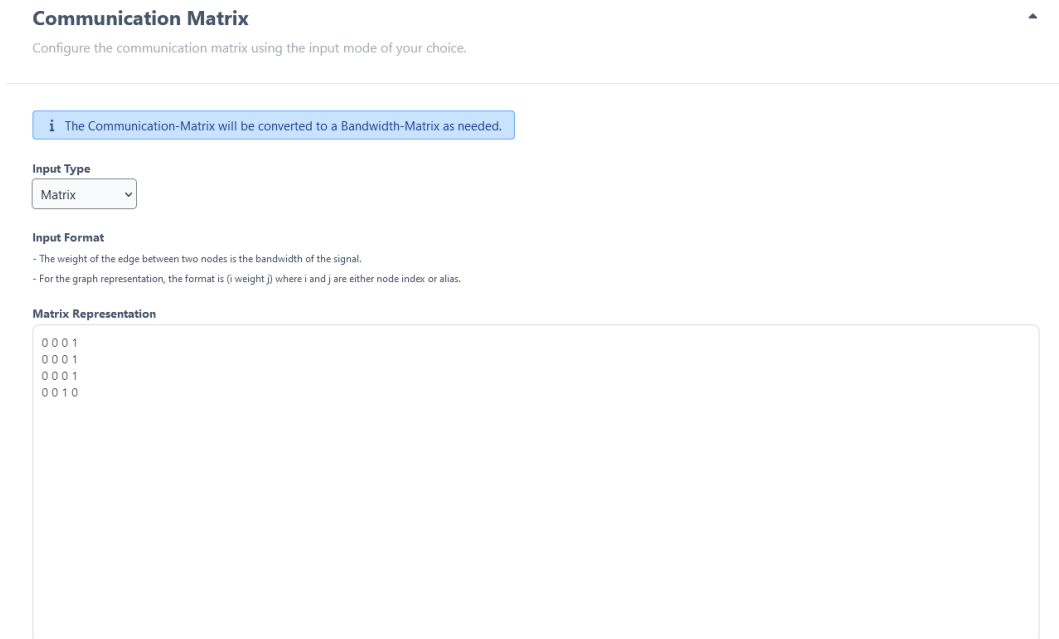 Communication Matrix
Configure the communication matrix using the input mode of your choice.
i The Communication-Matrix will be converted to a Bandwidth-Matrix as needed.
Input Type
Matrix
Input Format
- The weight of the edge between two nodes is the bandwidth of the signal.
- For the graph representation, the format is (i weight j) where i and j are either node index or alias.
Matrix Representation
0 0 0 1
0 0 0 1
0 0 0 1
0 0 1 0